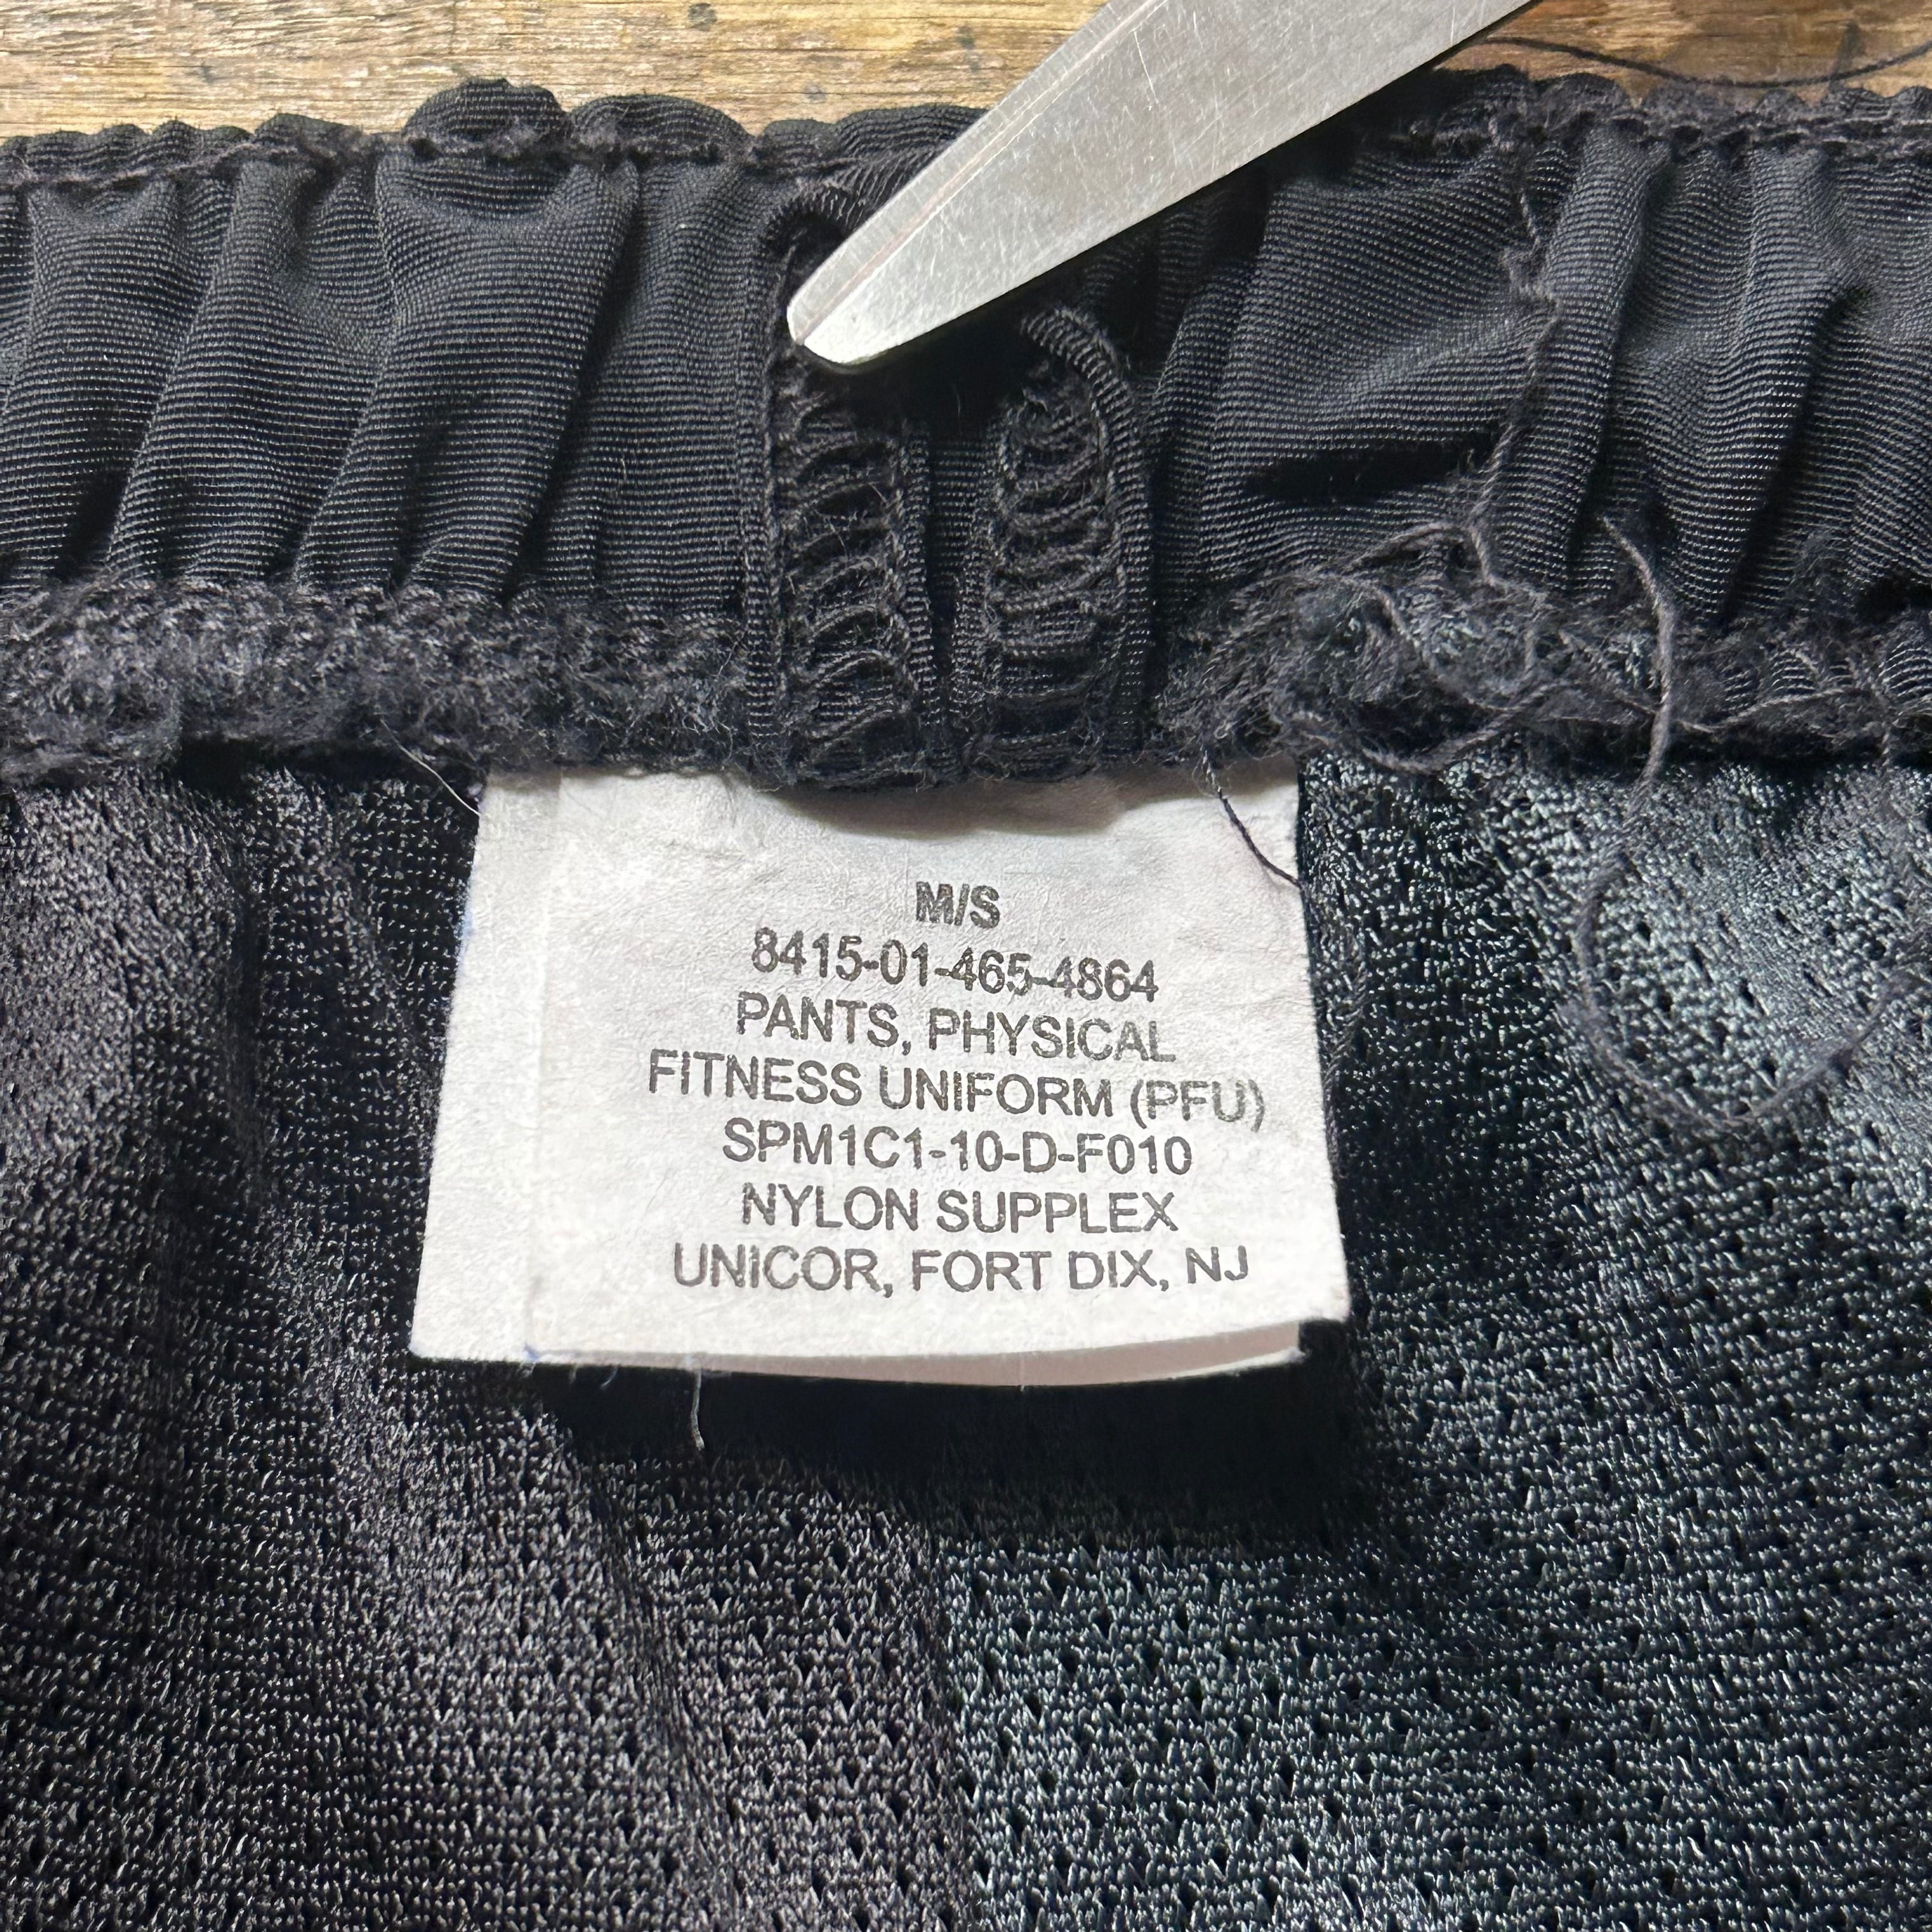 M/S
8415-01-465-4864
PANTS, PHYSICAL
FITNESS UNIFORM (PFU)
SPM1C1-10-D-F010
NYLON SUPPLEX
UNICOR, FORT DIX, NJ